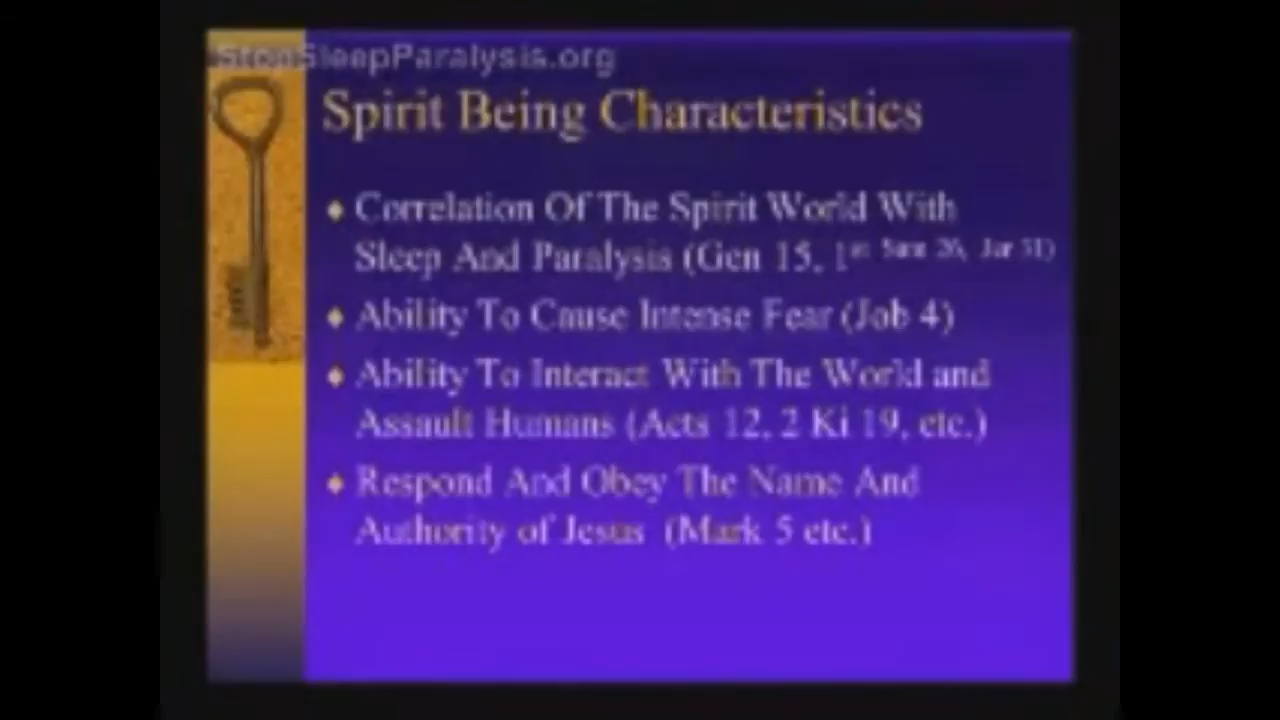 StopSleepParalysis.org
Spirit Being Characteristics
Correlation Of The Spirit World With
Sleep And Paralysis (Gen 15, 1st Sam 26, Jer 31)
Ability To Cause Intense Fear (Job 4)
Ability To Interact With The World and
Assault Humans (Acts 12, 2 Ki 19, etc.)
Respond And Obey The Name And
Authority of Jesus (Mark 5 etc.)